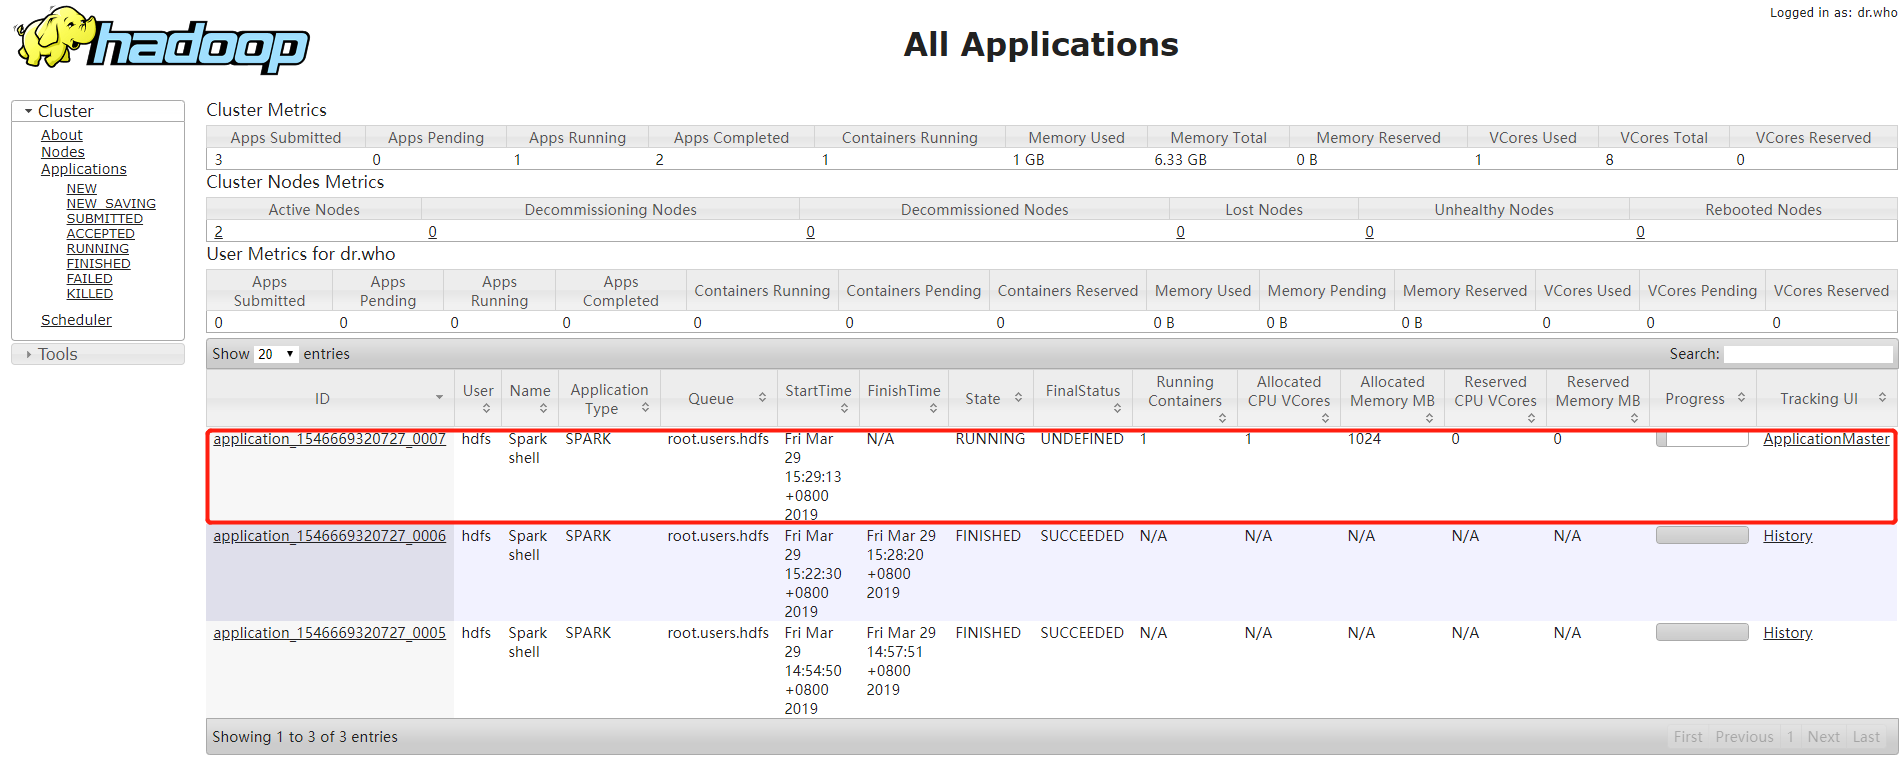 hadoop
Logged in as: dr.who
All Applications
Cluster
About
Nodes
Applications
NEW
NEW_SAVING
SUBMITTED
ACCEPTED
RUNNING
FINISHED
FAILED
KILLED
Scheduler
Tools
Cluster Metrics
Apps Submitted Apps Pending Apps Running Apps Completed Containers Running Memory Used Memory Total Memory Reserved VCores Used VCores Total VCores Reserved
3 0 1 2 1 1 GB 6.33 GB 0 B 1 8 0
Cluster Nodes Metrics
Active Nodes Decommissioning Nodes Decommissioned Nodes Lost Nodes Unhealthy Nodes Rebooted Nodes
2 0 0 0 0 0
User Metrics for dr.who
Apps Apps Apps Apps
Submitted Pending Running Completed Containers Running Containers Pending Containers Reserved Memory Used Memory Pending Memory Reserved VCores Used VCores Pending VCores Reserved
0 0 0 0 0 0 0 0 B 0 B 0 B 0 0 0
Show 20 entries Search:
ID User Name Application Type Queue StartTime FinishTime State FinalStatus Running Containers Allocated CPU VCores Allocated Memory MB Reserved CPU VCores Reserved Memory MB Progress Tracking UI
application_1546669320727_0007 hdfs Spark SPARK root.users.hdfs Fri Mar N/A RUNNING UNDEFINED 1 1 1024 0 0 ApplicationMaster
shell 29
15:29:13
+0800
2019
application_1546669320727_0006 hdfs Spark SPARK root.users.hdfs Fri Mar Fri Mar 29 FINISHED SUCCEEDED N/A N/A N/A N/A N/A History
shell 29 15:28:20
15:22:30 +0800
+0800 2019
2019
application_1546669320727_0005 hdfs Spark SPARK root.users.hdfs Fri Mar Fri Mar 29 FINISHED SUCCEEDED N/A N/A N/A N/A N/A History
shell 29 14:57:51
14:54:50 +0800
+0800 2019
2019
Showing 1 to 3 of 3 entries First Previous 1 Next Last